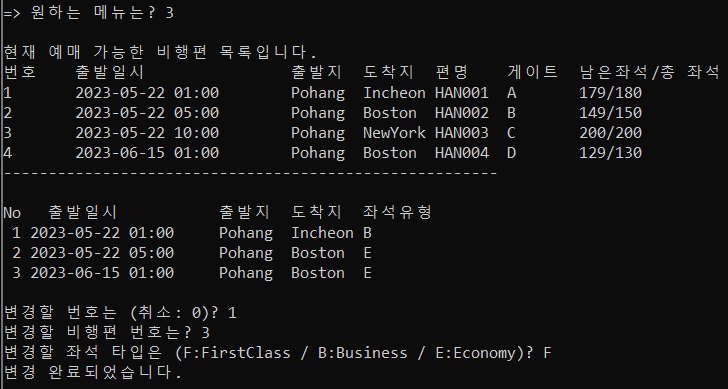 => 원하는 메뉴는? 3
현재 예매 가능한 비행편 목록입니다.
번호 출발일시 출발지 도착지 편명 게이트 남은좌석/총 좌석
1 2023-05-22 01:00 Pohang Incheon HAN001 A 179/180
2 2023-05-22 05:00 Pohang Boston HAN002 B 149/150
3 2023-05-22 10:00 Pohang NewYork HAN003 C 200/200
4 2023-06-15 01:00 Pohang Boston HAN004 D 129/130
-------------------------------------------------------
No 출발일시 출발지 도착지 좌석유형
1 2023-05-22 01:00 Pohang Incheon B
2 2023-05-22 05:00 Pohang Boston E
3 2023-06-15 01:00 Pohang Boston E
변경할 번호는 (취소: 0)? 1
변경할 비행편 번호는? 3
변경할 좌석 타입은 (F:FirstClass / B:Business / E:Economy)? F
변경 완료되었습니다.